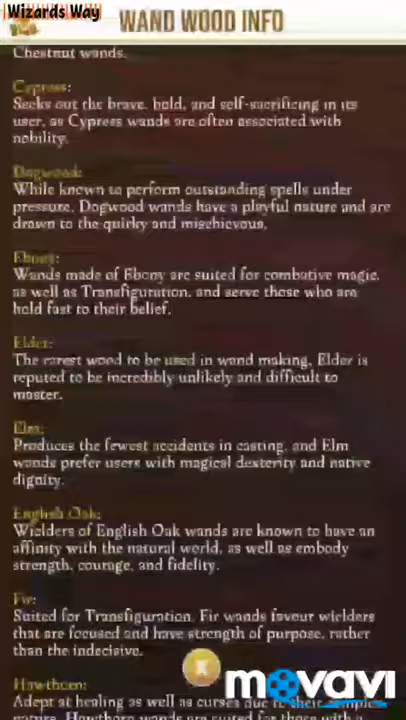 Wizards Way
WAND WOOD INFO
Chestnut wands.
Cypress:
Seeks out the brave, bold, and self-sacrificing in its
user, as Cypress wands are often associated with
nobility.
Dogwood:
While known to perform outstanding spells under
pressure, Dogwood wands have a playful nature and are
drawn to the quirky and mischievous.
Ebony:
Wands made of Ebony are suited for combative magic,
as well as Transfiguration, and serve those who are
hold fast to their belief.
Elder:
The rarest wood to be used in wand making, Elder is
reputed to be incredibly unlikely and difficult to
master.
Elm:
Produces the fewest accidents in casting, and Elm
wands prefer users with magical dexterity and native
dignity.
English Oak:
Wielders of English Oak wands are known to have an
affinity with the natural world, as well as embody
strength, courage, and fidelity.
Fir:
Suited for Transfiguration, Fir wands favour wielders
that are focused and have strength of purpose, rather
than the indecisive.
Hawthorn:
Adept at healing as well as curses due to their
nature, Hawthorn wands are suited for those with a
movavi